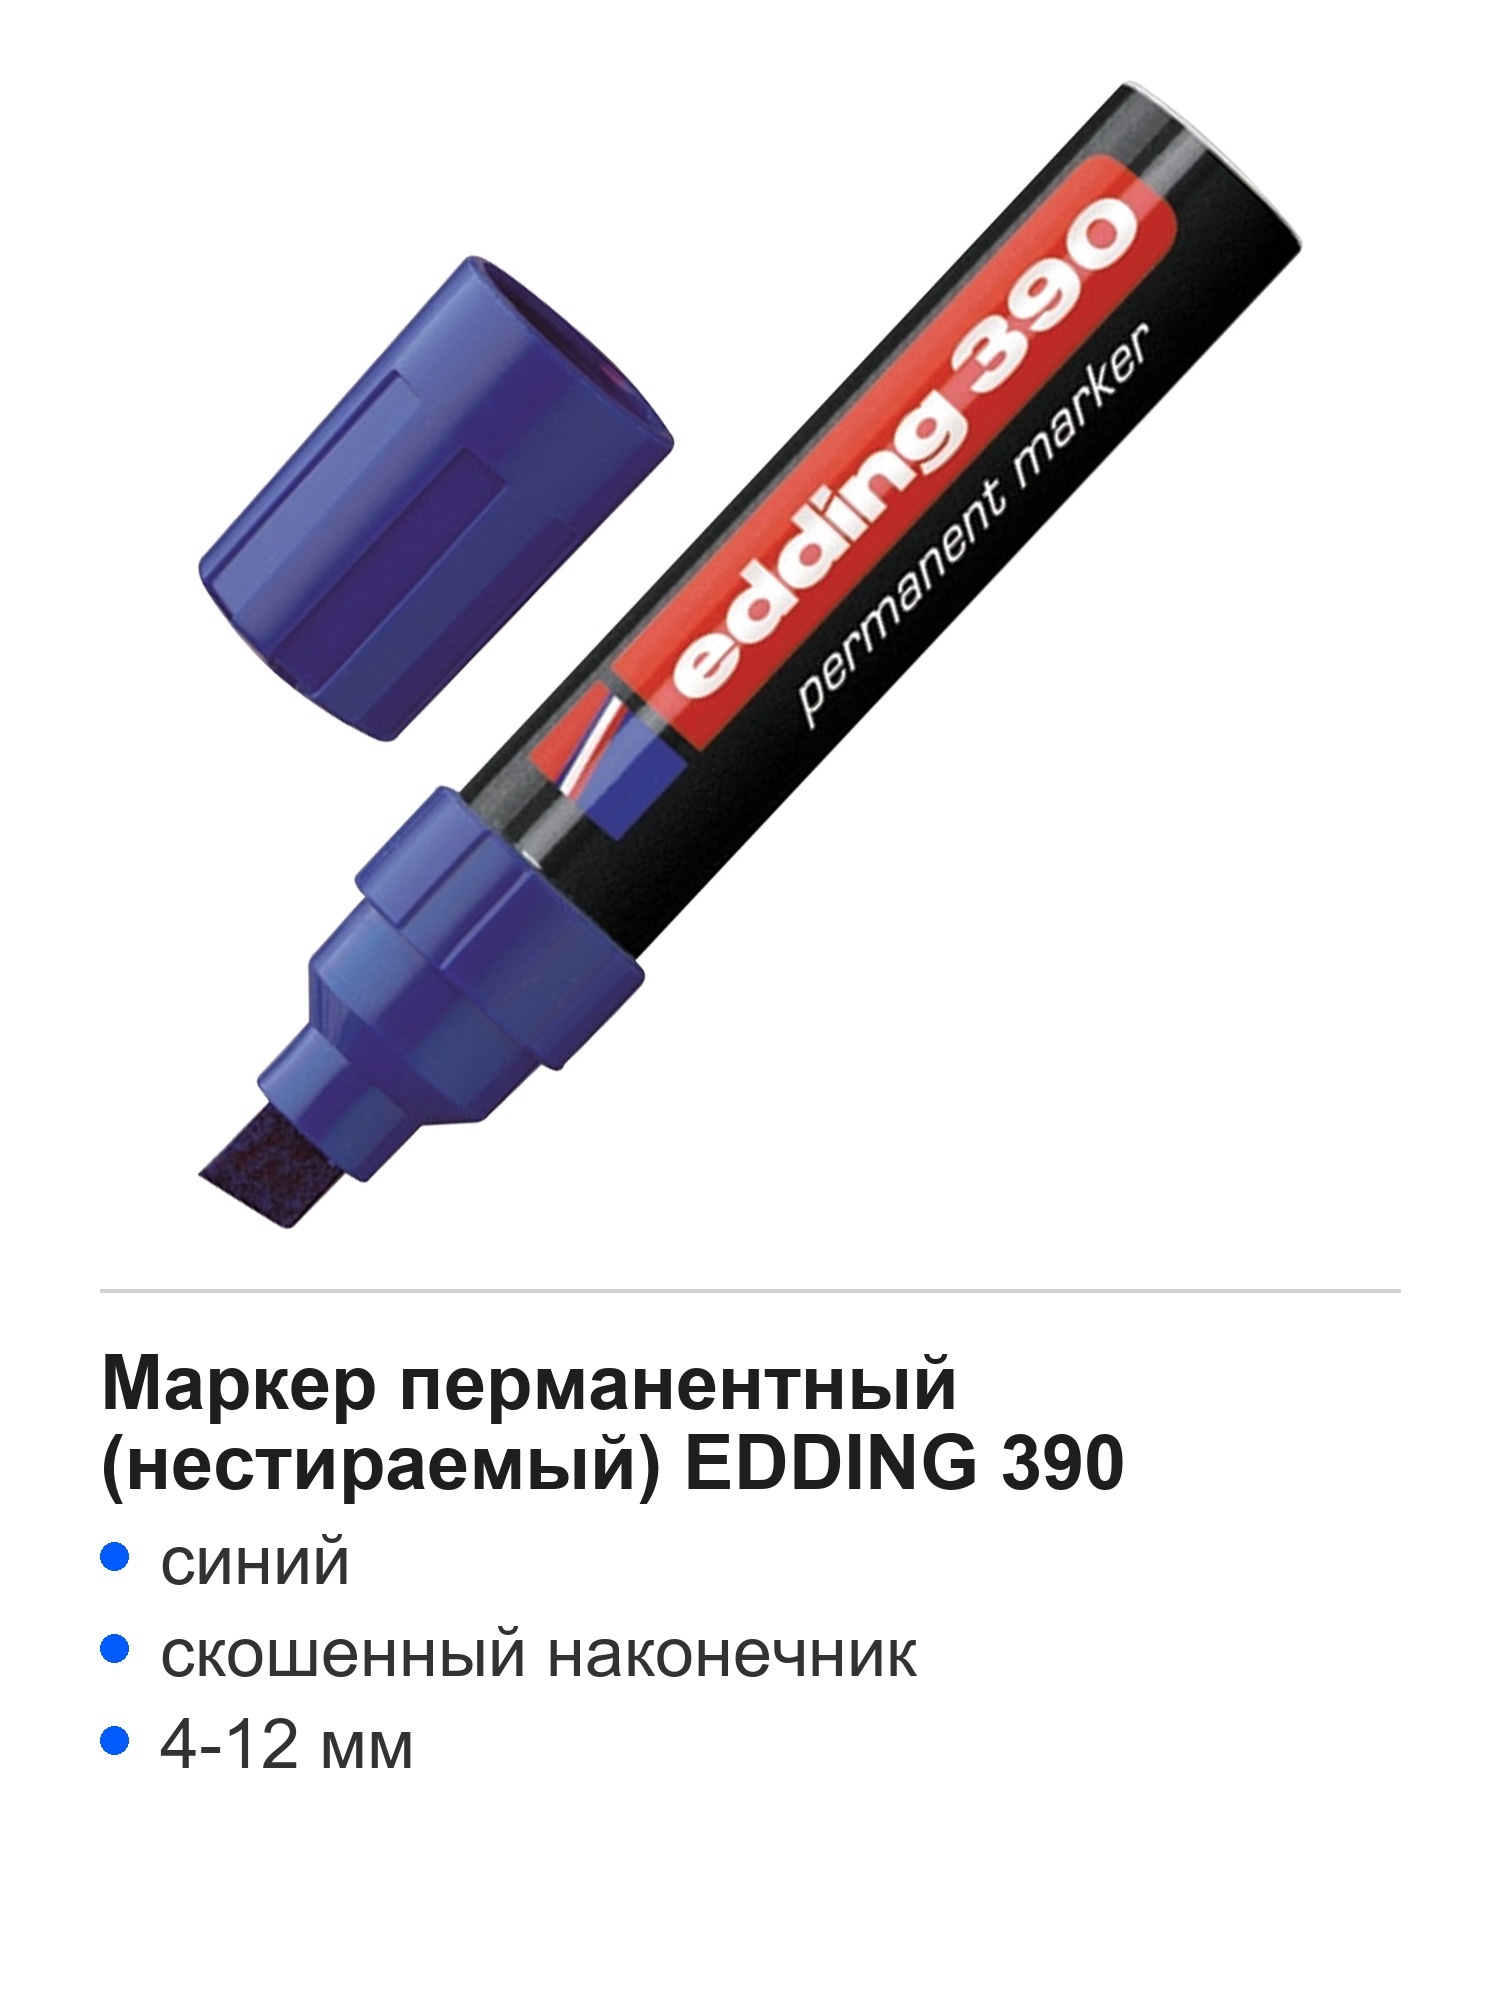 edding 390
permanent marker
Маркер перманентный
(нестираемый) EDDING 390
синий
скошенный наконечник
4-12 мм